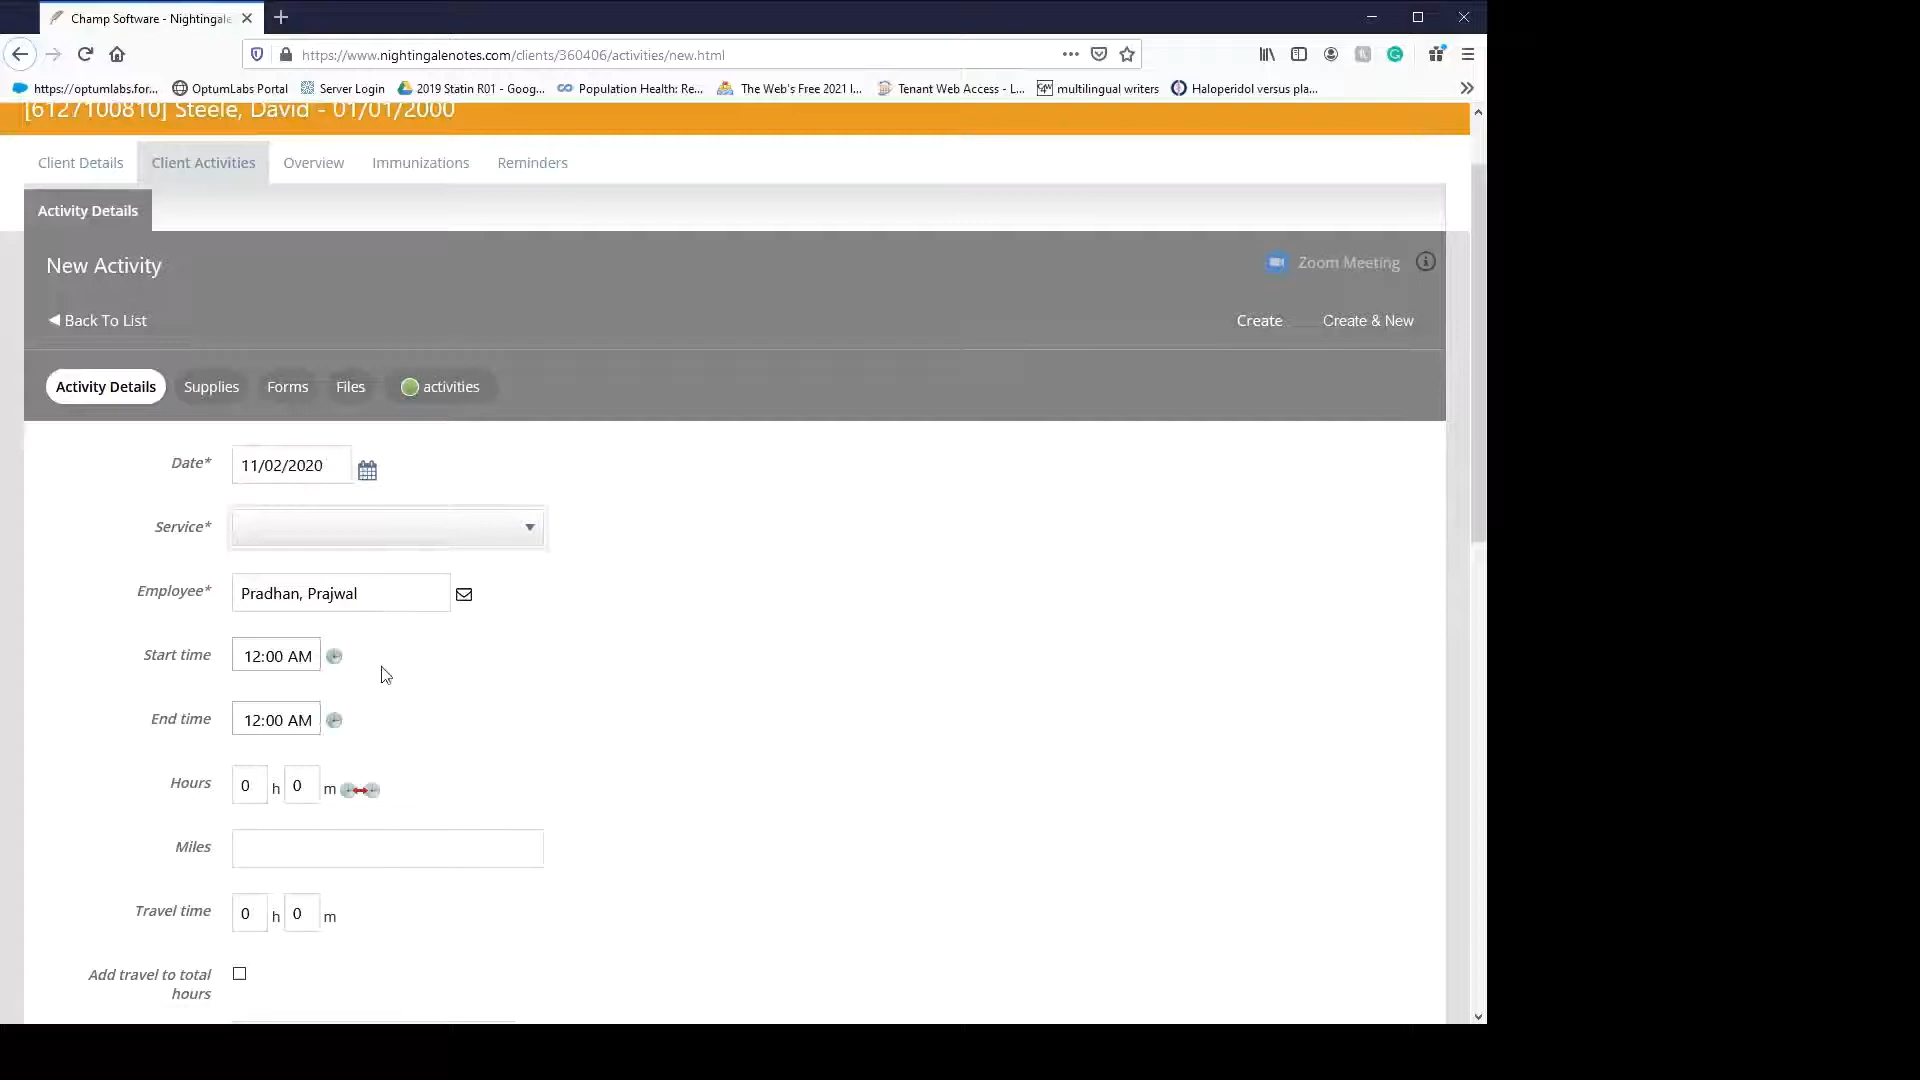 Champ Software - Nightingale
https://www.nightingalenotes.com/clients/360406/activities/new.html
https://optumlabs.for... OptumLabs Portal Server Login 2019 Statin R01 - Goog... Population Health: Re... The Web's Free 2021 I... Tenant Web Access - L... multilingual writers Haloperidol versus pla...
[6127100810] Steele, David - 01/01/2000
Client Details Client Activities Overview Immunizations Reminders
Activity Details
New Activity Zoom Meeting
Back To List Create Create & New
Activity Details Supplies Forms Files activities
Date* 11/02/2020
Service*
Employee* Pradhan, Prajwal
Start time 12:00 AM
End time 12:00 AM
Hours 0 h 0 m
Miles
Travel time 0 h 0 m
Add travel to total
hours